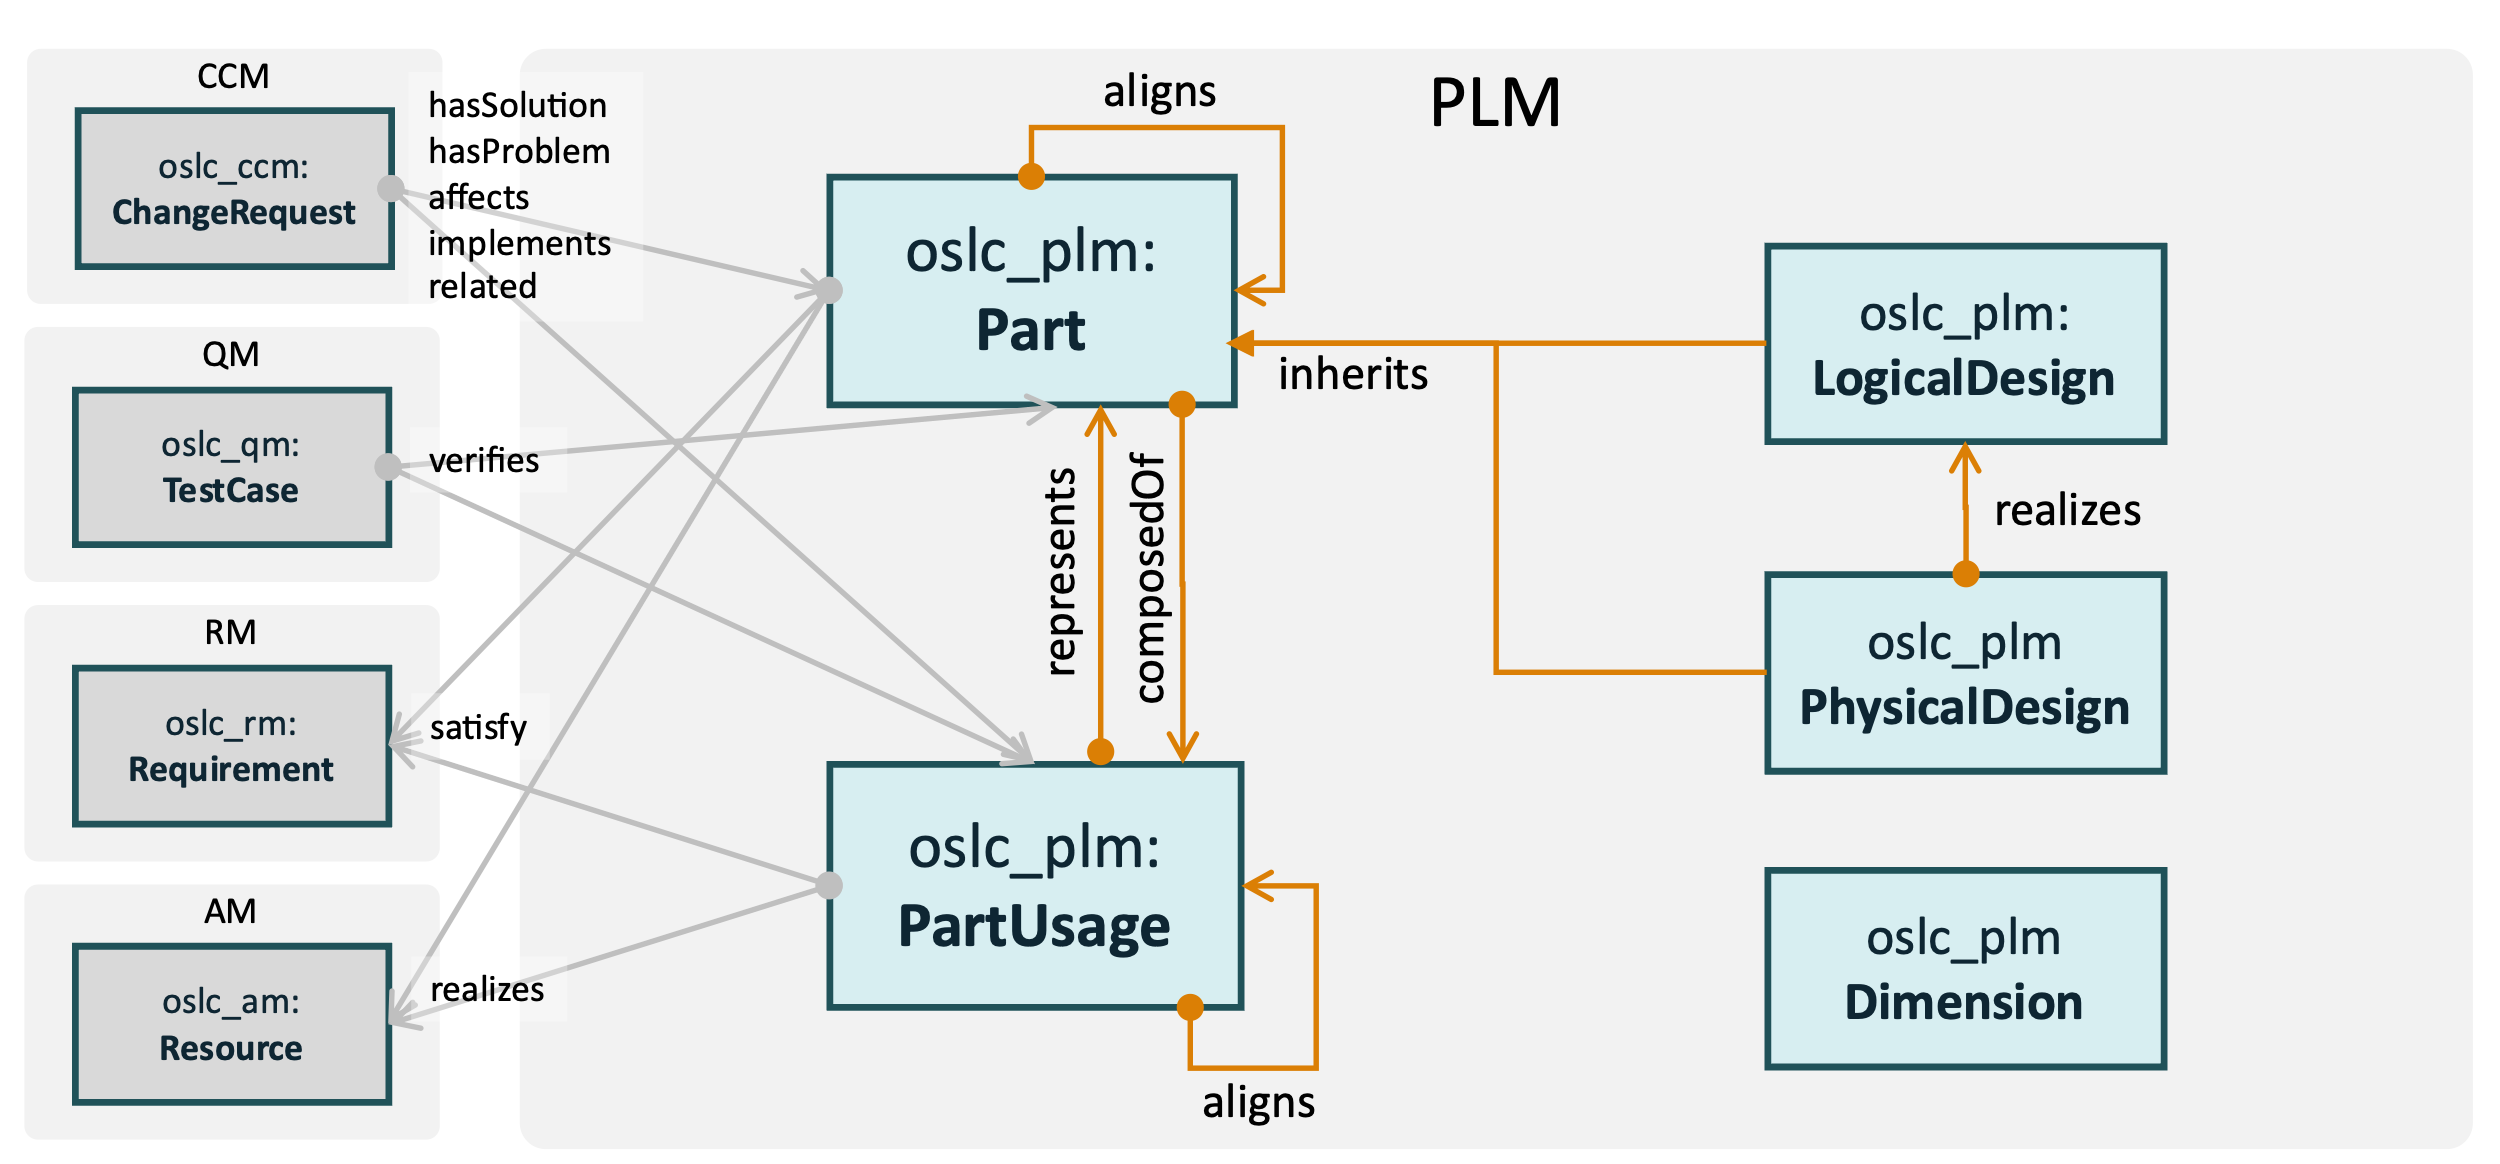 CCM
oslc_ccm:
ChangeRequest
hasSolution
hasProblem
affects
implements
related
QM
oslc_qm:
TestCase
verifies
RM
oslc_rm:
Requirement
satisfy
AM
oslc_am:
Resource
realizes
PLM
aligns
oslc_plm:
Part
inherits
represents
composedOf
oslc_plm:
PartUsage
aligns
oslc_plm:
LogicalDesign
realizes
oslc_plm
PhysicalDesign
oslc_plm
Dimension